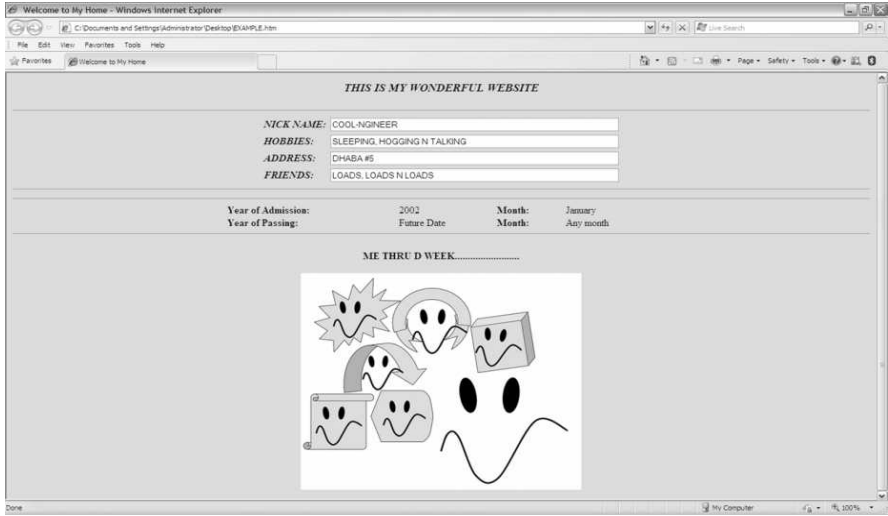 Welcome to My Home - Windows Internet Explorer
C:\Documents and Settings\Administrator\Desktop\EXAMPLE.htm
Live Search
File Edit View Favorites Tools Help
Favorites Welcome to My Home Page Safety Tools
THIS IS MY WONDERFUL WEBSITE
NICK NAME: COOL-NGINEER
HOBBIES: SLEEPING, HOGGING N TALKING
ADDRESS: DHABA #5
FRIENDS: LOADS, LOADS N LOADS
Year of Admission: 2002 Month: January
Year of Passing: Future Date Month: Any month
ME THRU D WEEK..........................
Done My Computer 100%